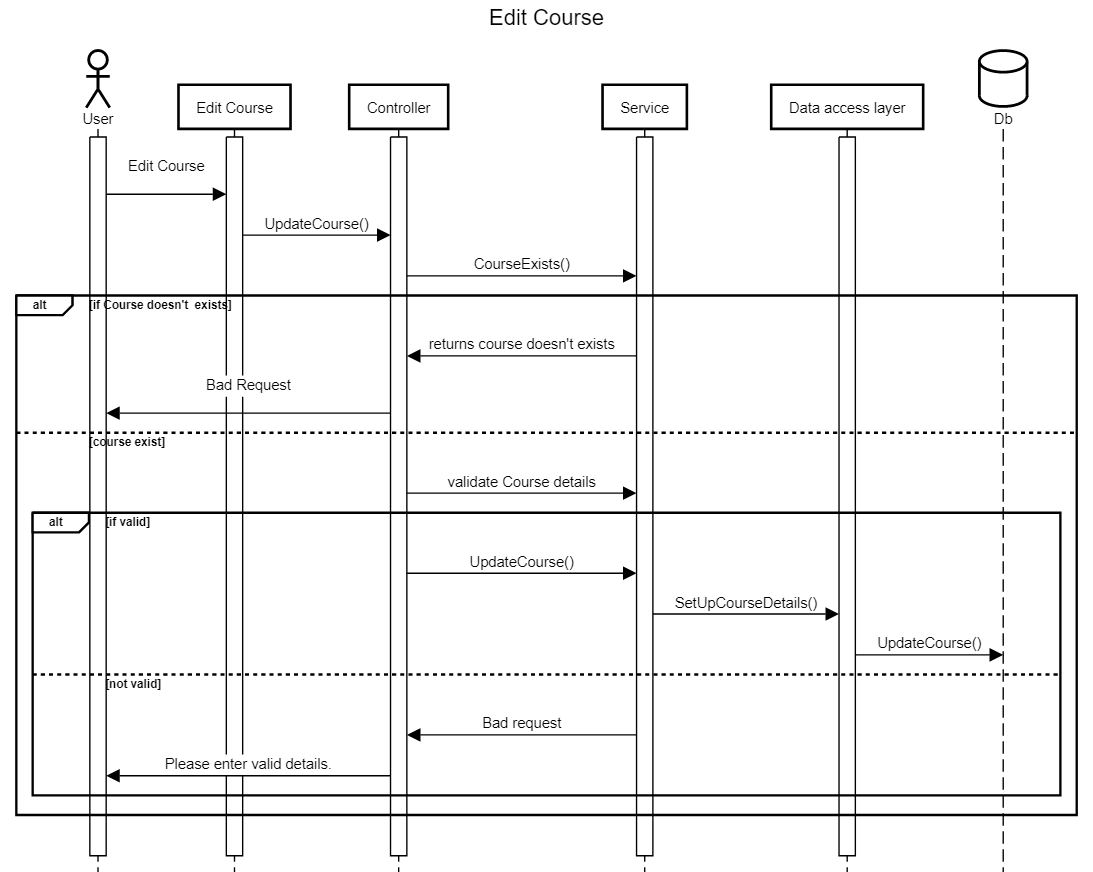 Edit Course
User
Edit Course
Controller
Service
Data access layer
Db
Edit Course
UpdateCourse()
CourseExists()
alt
[if Course doesn't  exists]
returns course doesn't exists
Bad Request
[course exist]
validate Course details
alt
[if valid]
UpdateCourse()
SetUpCourseDetails()
UpdateCourse()
[not valid]
Bad request
Please enter valid details.